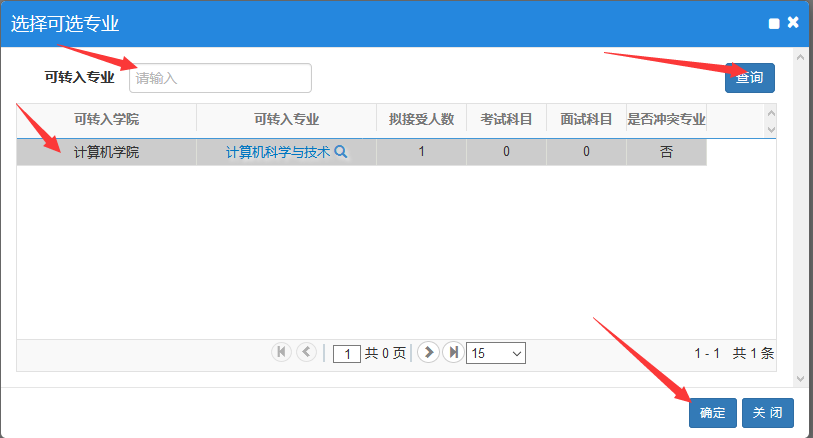 选择可选专业
可转入专业 请输入 查询
可转入学院 可转入专业 拟接受人数 考试科目 面试科目 是否冲突专业
计算机学院 计算机科学与技术 1 0 0 否
1 共 0 页 15 1 - 1 共 1 条
确定 关 闭